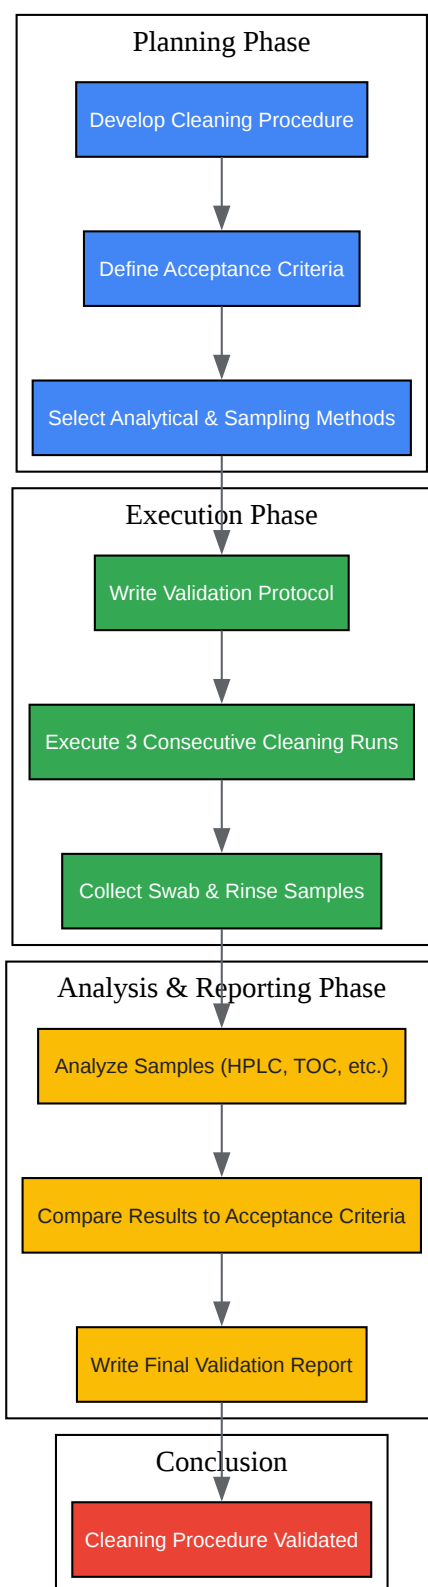 Planning Phase
Develop Cleaning Procedure
Define Acceptance Criteria
Select Analytical & Sampling Methods
Execution Phase
Write Validation Protocol
Execute 3 Consecutive Cleaning Runs
Collect Swab & Rinse Samples
Analysis & Reporting Phase
Analyze Samples (HPLC, TOC, etc.)
Compare Results to Acceptance Criteria
Write Final Validation Report
Conclusion
Cleaning Procedure Validated